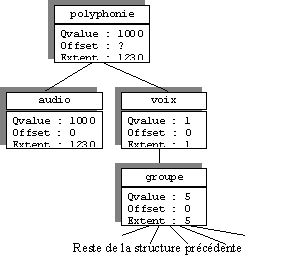 polyphonie
Qvalue : 1000
Offset : ?
Extent : 1230
audio
Qvalue : 1000
Offset : 0
Extent : 1230
voix
Qvalue : 1
Offset : 0
Extent : 1
groupe
Qvalue : 5
Offset : 0
Extent : 5
Reste de la structure précédente